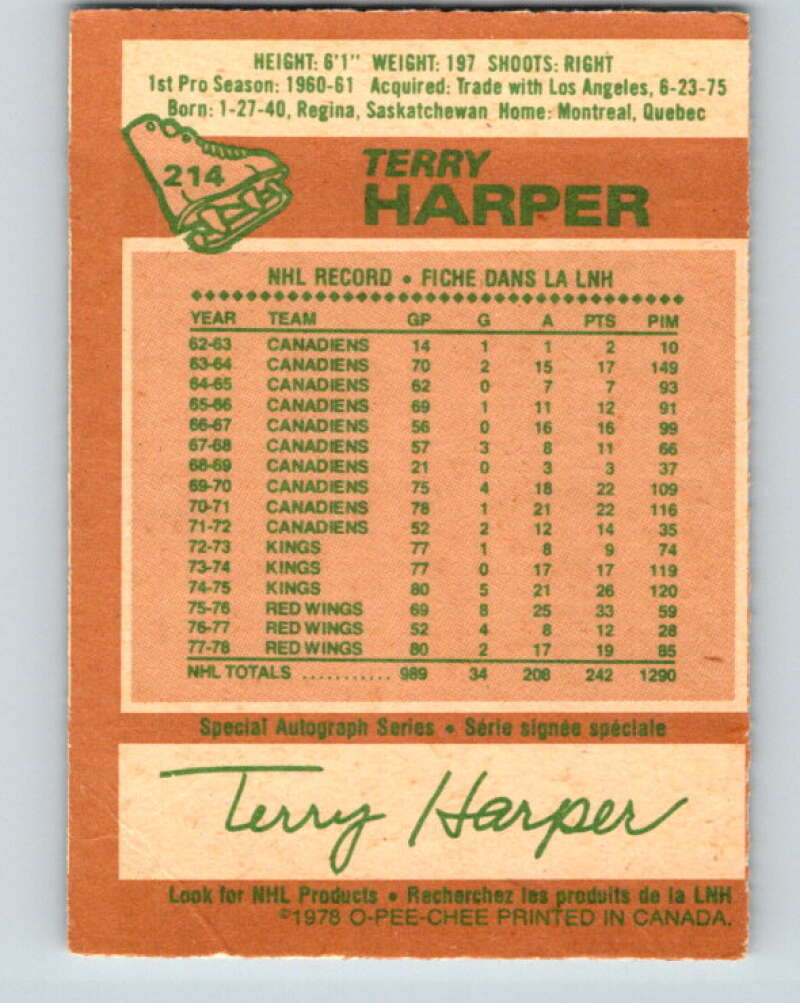 HEIGHT: 6'1" WEIGHT: 197 SHOOTS: RIGHT
1st Pro Season: 1960-61 Acquired: Trade with Los Angeles, 6-23-75
Born: 1-27-40, Regina, Saskatchewan Home: Montreal, Quebec
214
TERRY
HARPER
NHL RECORD • FICHE DANS LA LNH
YEAR TEAM GP G A PTS PIM
62-63 CANADIENS 14 1 1 2 10
63-64 CANADIENS 70 2 15 17 149
64-65 CANADIENS 62 0 7 7 93
65-66 CANADIENS 69 1 11 12 91
66-67 CANADIENS 56 0 16 16 99
67-68 CANADIENS 57 3 8 11 66
68-69 CANADIENS 21 0 3 3 37
69-70 CANADIENS 75 4 18 22 109
70-71 CANADIENS 78 1 21 22 116
71-72 CANADIENS 52 2 12 14 35
72-73 KINGS 77 1 8 9 74
73-74 KINGS 77 0 17 17 119
74-75 KINGS 80 5 21 26 120
75-76 RED WINGS 69 8 25 33 59
76-77 RED WINGS 52 4 8 12 28
77-78 RED WINGS 80 2 17 19 85
NHL TOTALS ........... 989 34 208 242 1290
Special Autograph Series • Série signée spéciale
Terry Harper
Look for NHL Products • Recherchez les produits de la LNH
©1978 O-PEE-CHEE PRINTED IN CANADA.